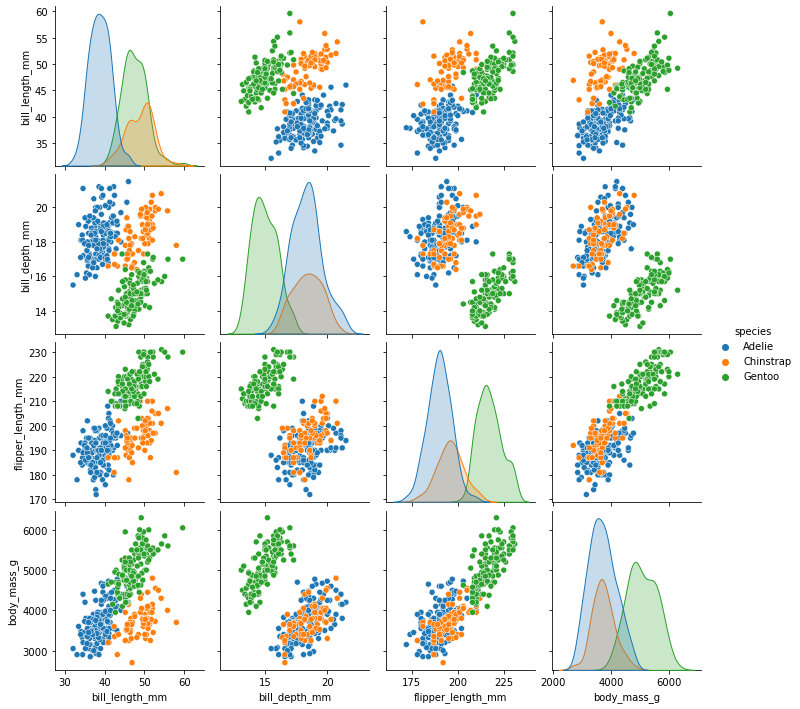 bill_length_mm
60
55
50
45
40
35
bill_depth_mm
20
18
16
14
flipper_length_mm
230
220
210
200
190
180
170
body_mass_g
6000
5000
4000
3000
30 40 50 60
bill_length_mm
15 20
bill_depth_mm
175 200 225
flipper_length_mm
2000 4000 6000
body_mass_g
species
Adelie
Chinstrap
Gentoo